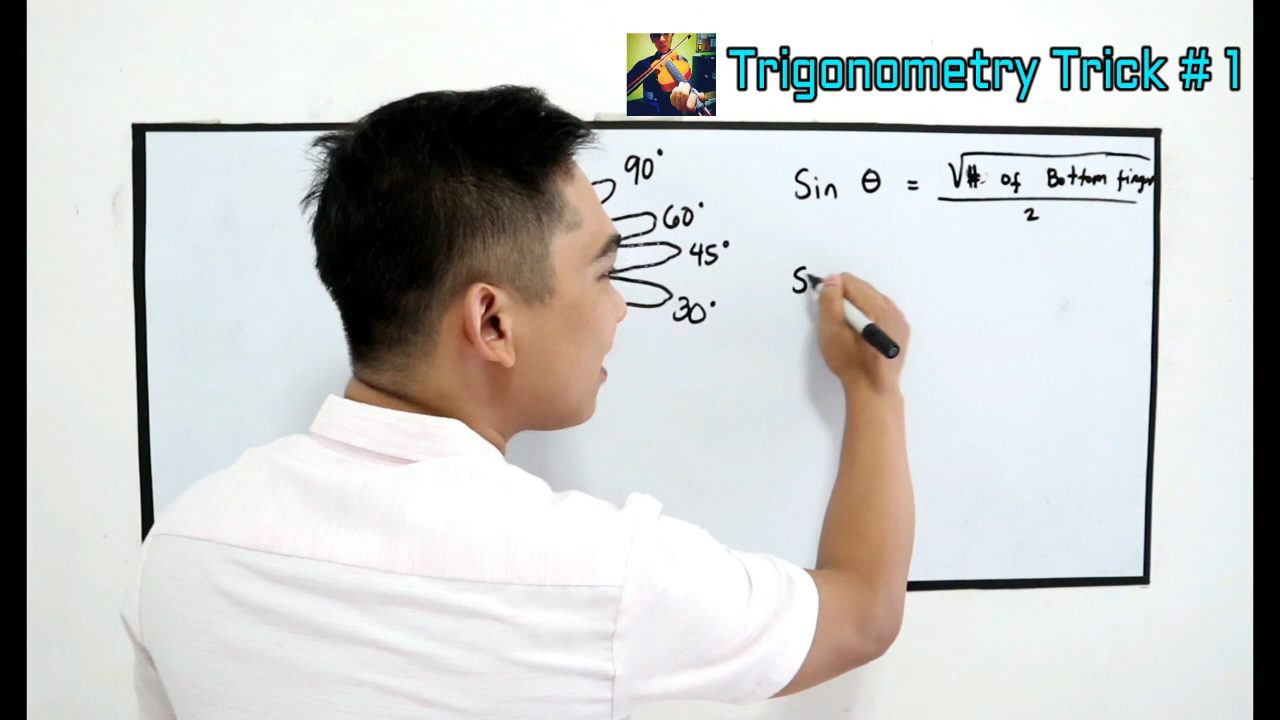 Trigonometry Trick # 1
90°
Sin θ = √# of Bottom finger
2
60°
45°
S
30°